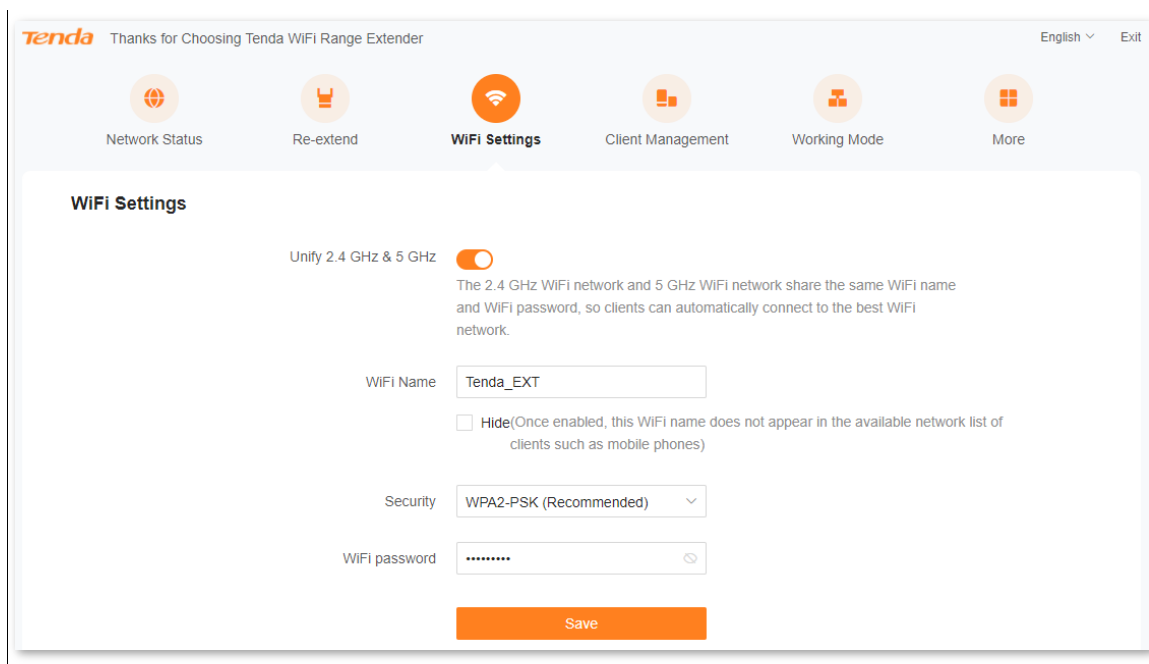 Tenda Thanks for Choosing Tenda WiFi Range Extender English Exit
Network Status Re-extend WiFi Settings Client Management Working Mode More
WiFi Settings
Unify 2.4 GHz & 5 GHz
The 2.4 GHz WiFi network and 5 GHz WiFi network share the same WiFi name
and WiFi password, so clients can automatically connect to the best WiFi
network.
WiFi Name Tenda_EXT
Hide(Once enabled, this WiFi name does not appear in the available network list of
clients such as mobile phones)
Security WPA2-PSK (Recommended)
WiFi password •••••••••
Save